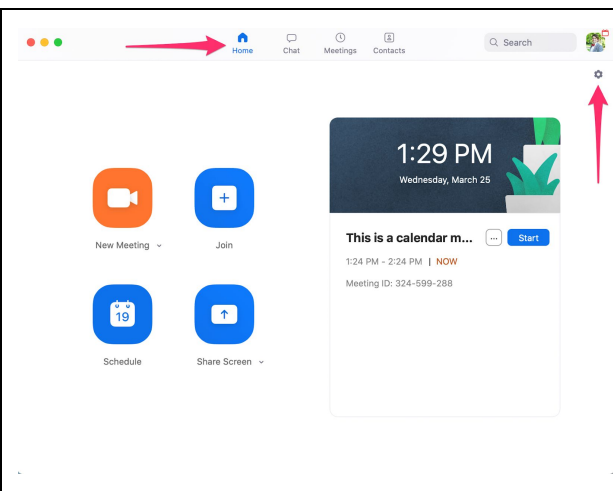 Home
Chat
Meetings
Contacts
Search
1:29 PM
Wednesday, March 25
New Meeting
Join
This is a calendar m...
Start
1:24 PM - 2:24 PM | NOW
Meeting ID: 324-599-288
19
Schedule
Share Screen